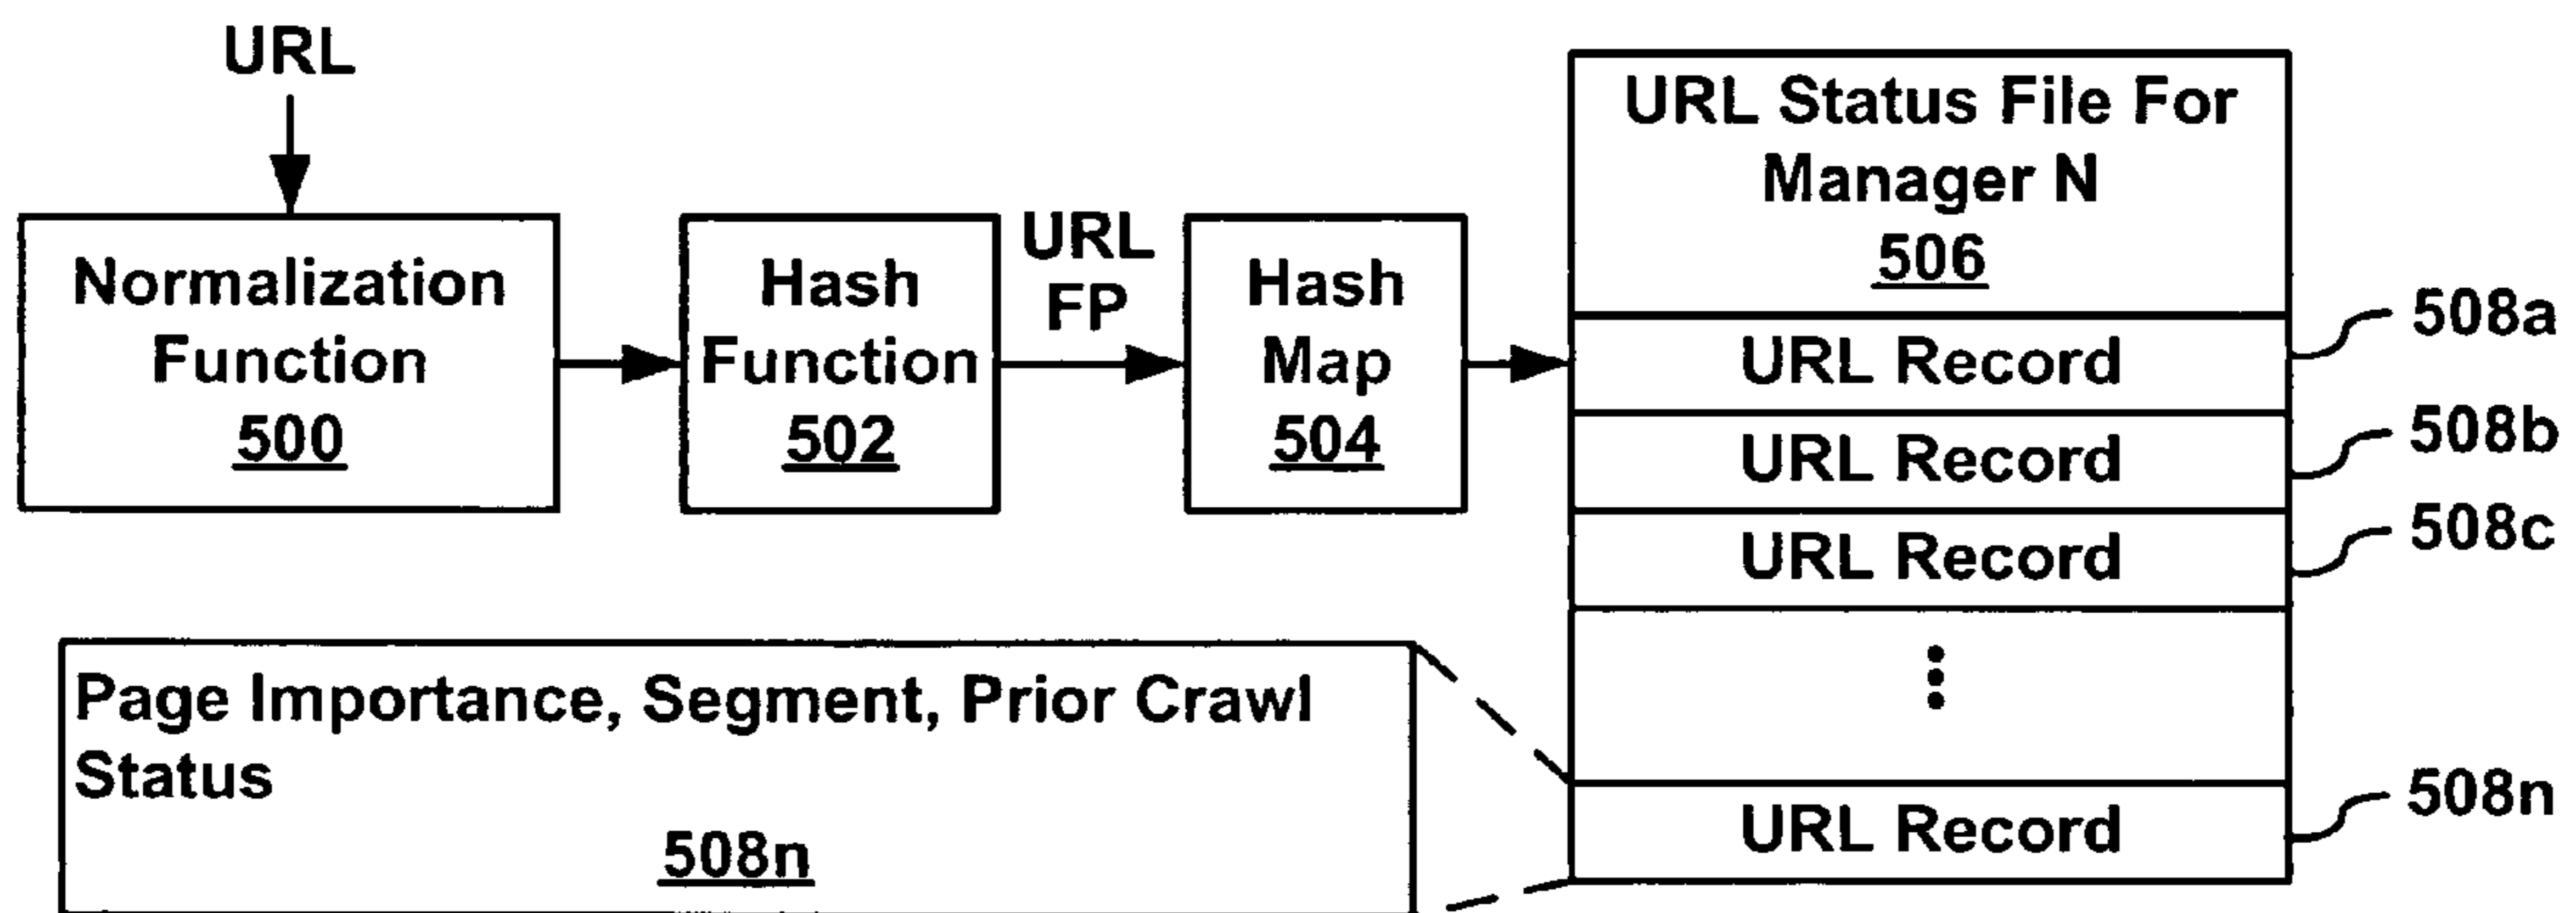 URL
Normalization
Function
500
Hash
Function
502
URL
FP
Hash
Map
504
URL Status File For
Manager N
506
URL Record
508a
URL Record
508b
URL Record
508c
URL Record
508n
Page Importance, Segment, Prior Crawl
Status
508n